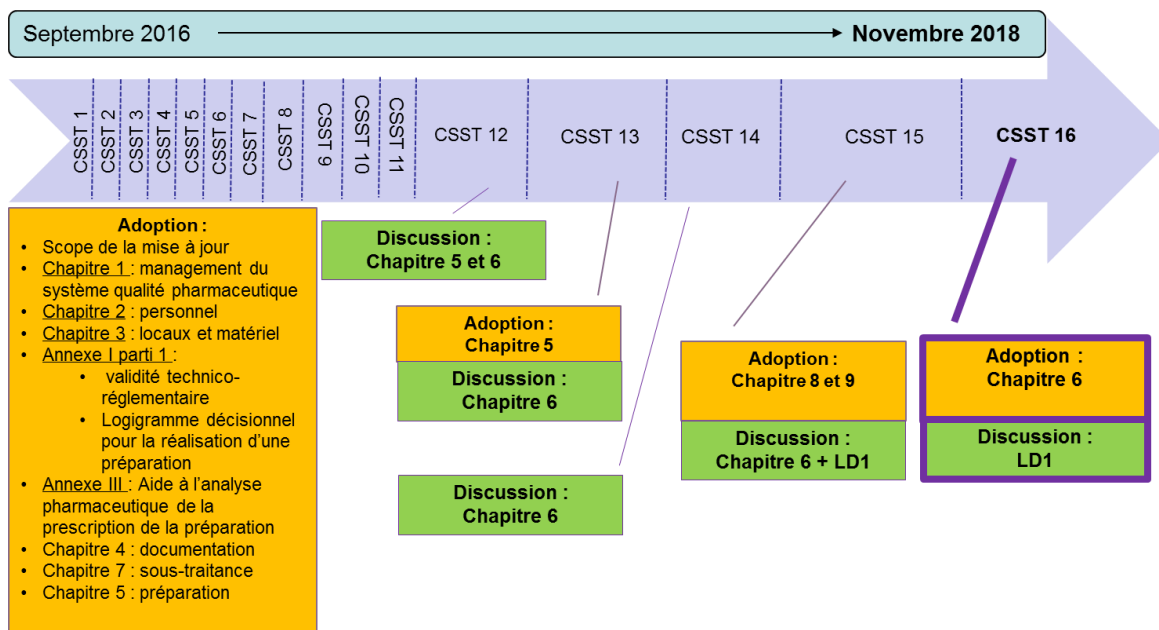 Septembre 2016
Novembre 2018
CSST 1
CSST 2
CSST 3
CSST 4
CSST 5
CSST 6
CSST 7
CSST 8
CSST 9
CSST 10
CSST 11
CSST 12
CSST 13
CSST 14
CSST 15
CSST 16
Adoption :
• Scope de la mise à jour
• Chapitre 1 : management du
système qualité pharmaceutique
• Chapitre 2 : personnel
• Chapitre 3 : locaux et matériel
• Annexe I parti 1 :
• validité technico-
réglementaire
• Logigramme décisionnel
pour la réalisation d'une
préparation
• Annexe III : Aide à l'analyse
pharmaceutique de la
prescription de la préparation
• Chapitre 4 : documentation
• Chapitre 7 : sous-traitance
• Chapitre 5 : préparation
Discussion :
Chapitre 5 et 6
Adoption :
Chapitre 5
Discussion :
Chapitre 6
Discussion :
Chapitre 6
Adoption :
Chapitre 8 et 9
Discussion :
Chapitre 6 + LD1
Adoption :
Chapitre 6
Discussion :
LD1